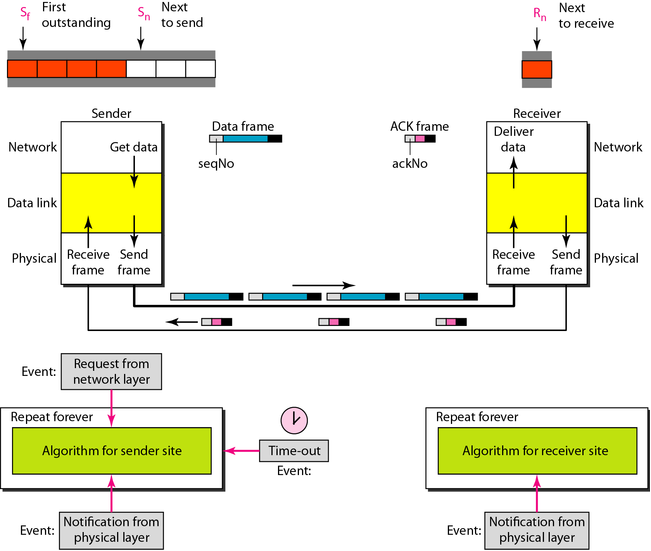 Sf First outstanding
Sn Next to send
Rn Next to receive
Sender
Data frame
ACK frame
Receiver
seqNo
ackNo
Network
Get data
Deliver
data
Network
Data link
Data link
Physical
Receive
frame
Send
frame
Receive
frame
Send
frame
Physical
Event:
Request from
network layer
Repeat forever
Algorithm for sender site
Time-out
Event:
Event:
Notification from
physical layer
Repeat forever
Algorithm for receiver site
Event:
Notification from
physical layer